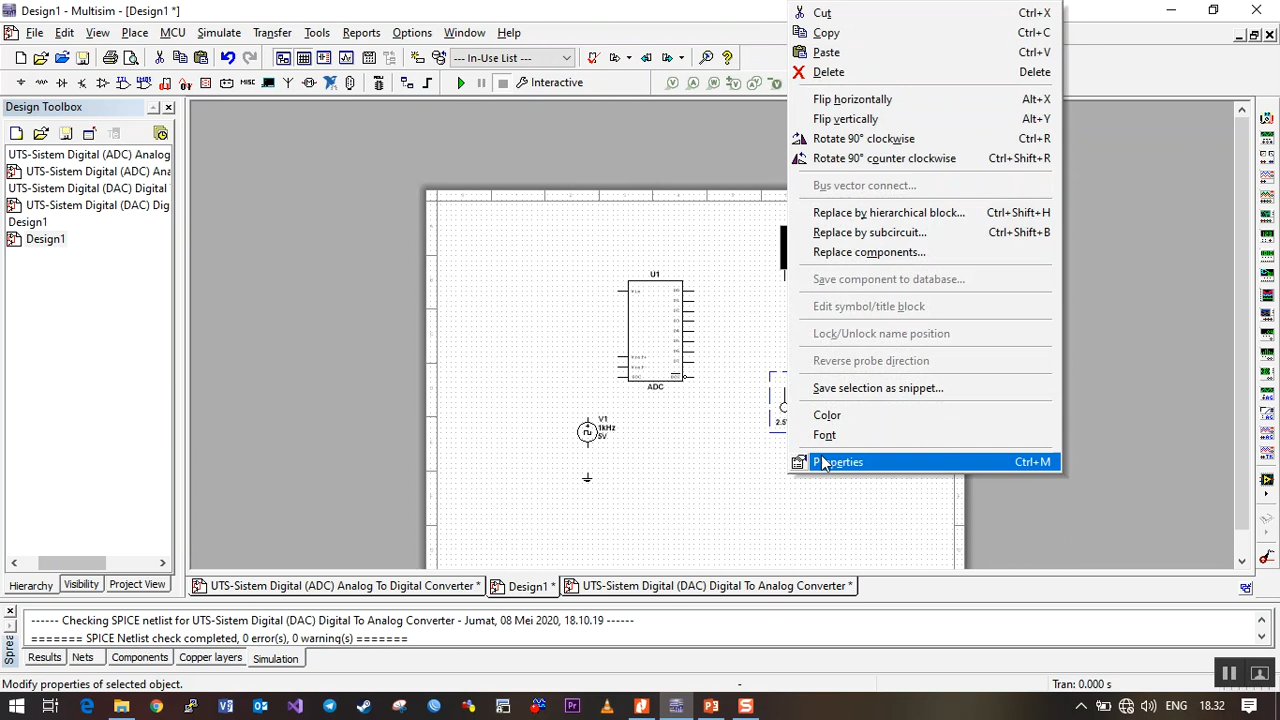 Design1 - Multisim - [Design1 *]
File Edit View Place MCU Simulate Transfer Tools Reports Options Window Help
--- In-Use List ---
Interactive
Design Toolbox
UTS-Sistem Digital (ADC) Analog
UTS-Sistem Digital (ADC) Ana
UTS-Sistem Digital (DAC) Digital
UTS-Sistem Digital (DAC) Dig
Design1
Design1
Hierarchy Visibility Project View
U1
ADC
V1
1kHz
5V
Cut Ctrl+X
Copy Ctrl+C
Paste Ctrl+V
Delete Delete
Flip horizontally Alt+X
Flip vertically Alt+Y
Rotate 90° clockwise Ctrl+R
Rotate 90° counter clockwise Ctrl+Shift+R
Bus vector connect...
Replace by hierarchical block... Ctrl+Shift+H
Replace by subcircuit... Ctrl+Shift+B
Replace components...
Save component to database...
Edit symbol/title block
Lock/Unlock name position
Reverse probe direction
Save selection as snippet...
Color
Font
Properties Ctrl+M
UTS-Sistem Digital (ADC) Analog To Digital Converter * Design1 * UTS-Sistem Digital (DAC) Digital To Analog Converter *
------ Checking SPICE netlist for UTS-Sistem Digital (DAC) Digital To Analog Converter - Jumat, 08 Mei 2020, 18.10.19 ------
======= SPICE Netlist check completed, 0 error(s), 0 warning(s) =======
Results Nets Components Copper layers Simulation
Modify properties of selected object.
-
Tran: 0.000 s
ENG 18.32